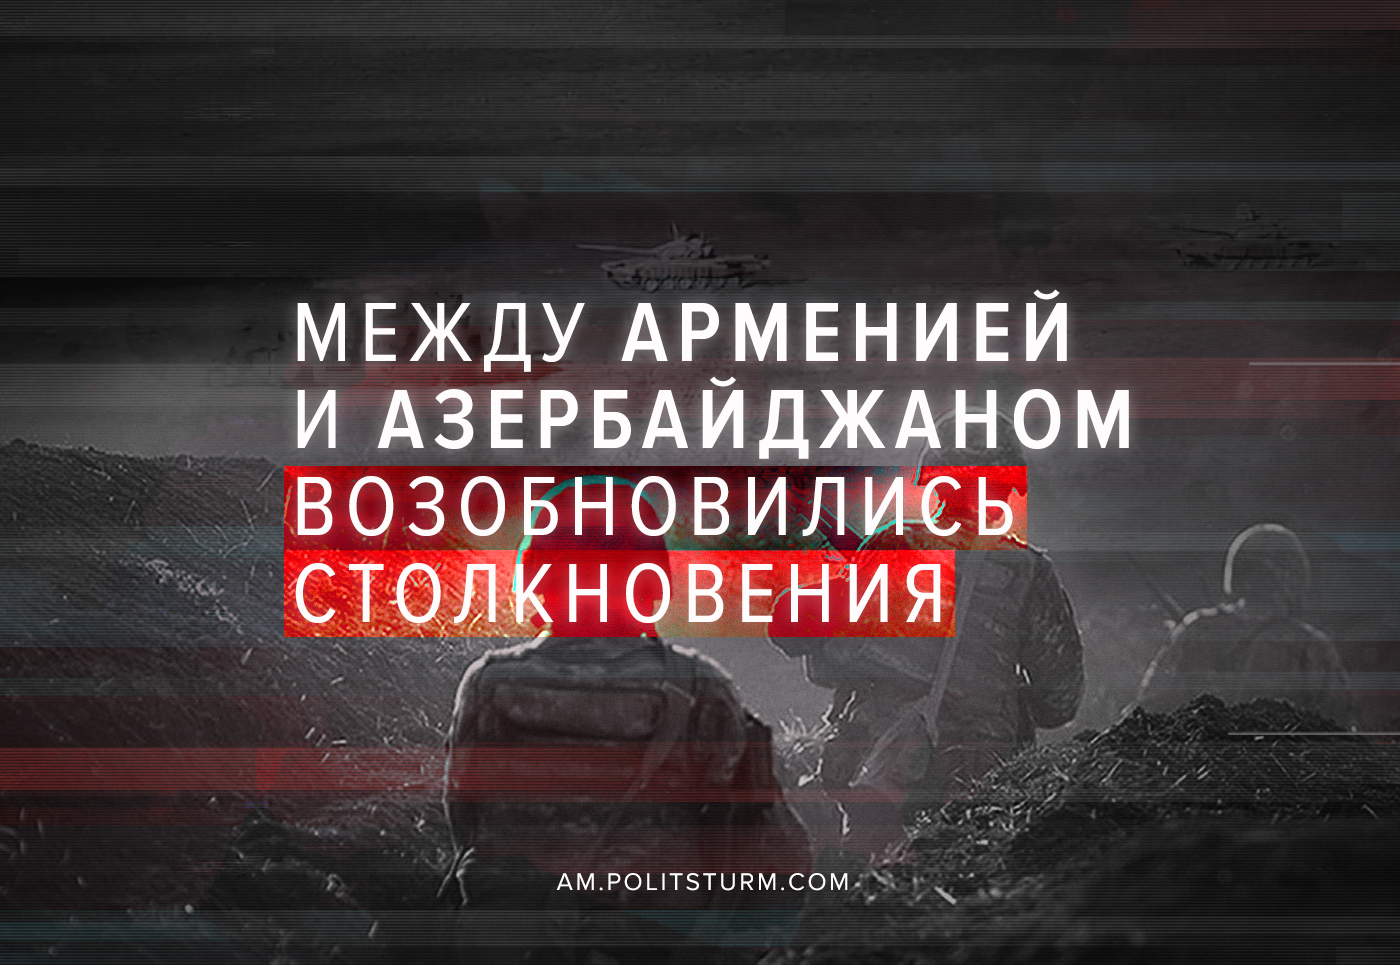 МЕЖДУ АРМЕНИЕЙ
И АЗЕРБАЙДЖАНОМ
ВОЗОБНОВИЛИСЬ
СТОЛКНОВЕНИЯ
AM.POLITSTURM.COM